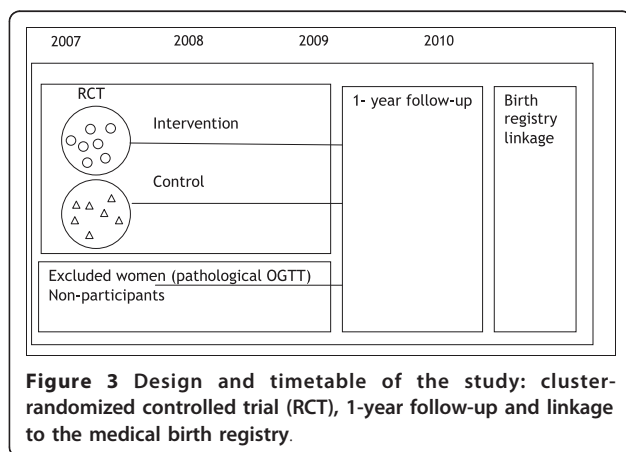 2007 2008 2009 2010
RCT
Intervention
Control
1- year follow-up
Birth
registry
linkage
Excluded women (pathological OGTT)
Non-participants
Figure 3 Design and timetable of the study: cluster-
randomized controlled trial (RCT), 1-year follow-up and linkage
to the medical birth registry.